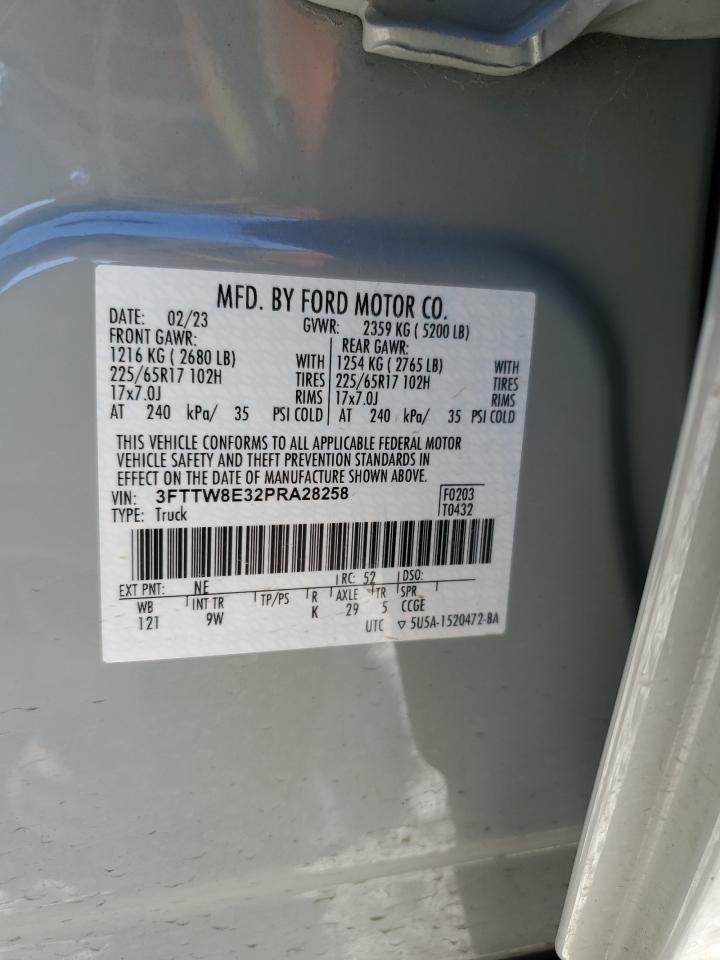 MFD. BY FORD MOTOR CO.
DATE: 02/23 GVWR: 2359 KG ( 5200 LB)
FRONT GAWR: REAR GAWR:
1216 KG ( 2680 LB) WITH 1254 KG ( 2765 LB) WITH
225/65R17 102H TIRES 225/65R17 102H TIRES
17x7.0J RIMS 17x7.0J RIMS
AT 240 kPa/ 35 PSI COLD AT 240 kPa/ 35 PSI COLD
THIS VEHICLE CONFORMS TO ALL APPLICABLE FEDERAL MOTOR
VEHICLE SAFETY AND THEFT PREVENTION STANDARDS IN
EFFECT ON THE DATE OF MANUFACTURE SHOWN ABOVE.
VIN: 3FTTW8E32PRA28258 F0203
TYPE: Truck T0432
EXT PNT: NE RC: 52 DSO:
WB INT TR TP/PS R AXLE TR SPR
121 9W K 29 5 CCGE
UTC ▽ 5U5A-1520472-BA